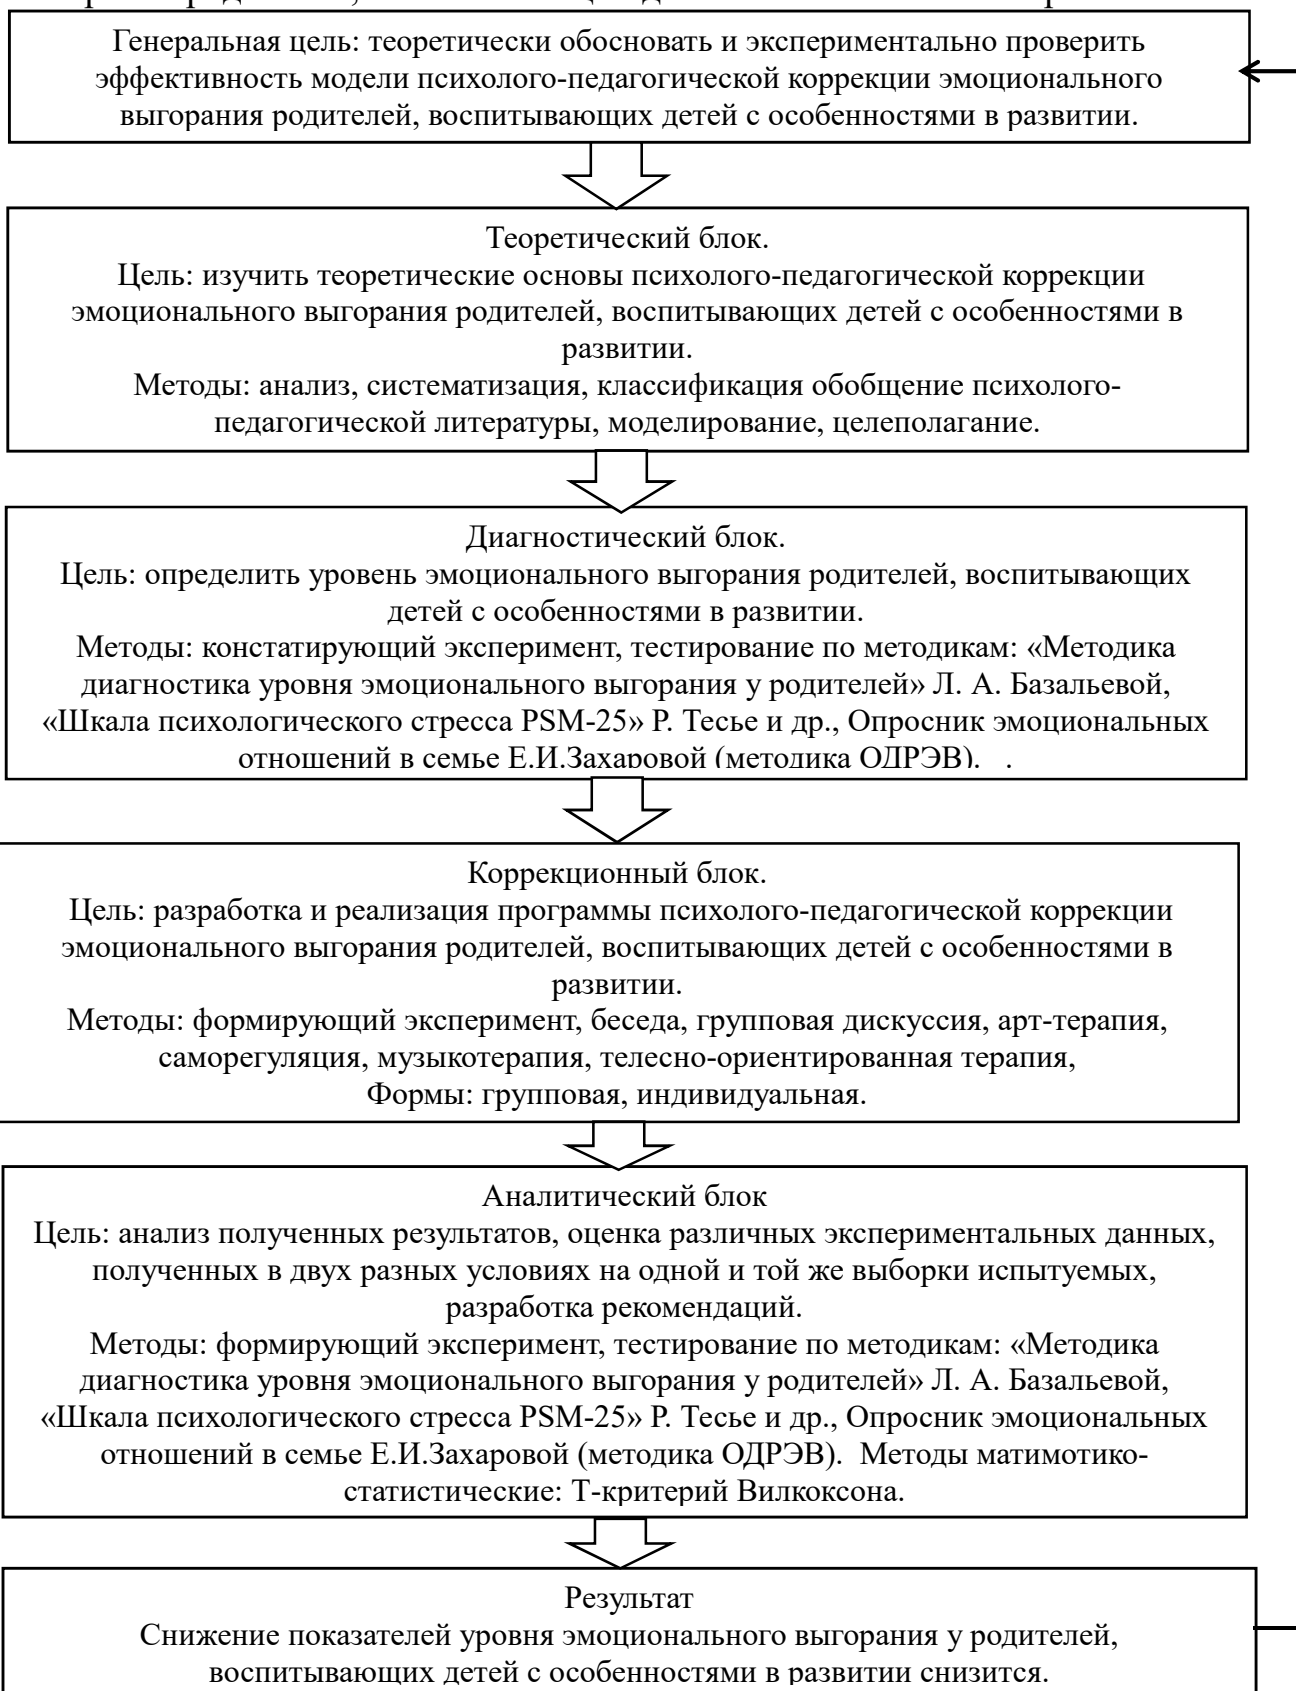 Генеральная цель: теоретически обосновать и экспериментально проверить
эффективность модели психолого-педагогической коррекции эмоционального
выгорания родителей, воспитывающих детей с особенностями в развитии.
Теоретический блок.
Цель: изучить теоретические основы психолого-педагогической коррекции
эмоционального выгорания родителей, воспитывающих детей с особенностями в
развитии.
Методы: анализ, систематизация, классификация обобщение психолого-
педагогической литературы, моделирование, целеполагание.
Диагностический блок.
Цель: определить уровень эмоционального выгорания родителей, воспитывающих
детей с особенностями в развитии.
Методы: констатирующий эксперимент, тестирование по методикам: «Методика
диагностика уровня эмоционального выгорания у родителей» Л. А. Базальевой,
«Шкала психологического стресса PSM-25» Р. Тесье и др., Опросник эмоциональных
отношений в семье Е.И.Захаровой (методика ОДРЭВ). .
Коррекционный блок.
Цель: разработка и реализация программы психолого-педагогической коррекции
эмоционального выгорания родителей, воспитывающих детей с особенностями в
развитии.
Методы: формирующий эксперимент, беседа, групповая дискуссия, арт-терапия,
саморегуляция, музыкотерапия, телесно-ориентированная терапия,
Формы: групповая, индивидуальная.
Аналитический блок
Цель: анализ полученных результатов, оценка различных экспериментальных данных,
полученных в двух разных условиях на одной и той же выборки испытуемых,
разработка рекомендаций.
Методы: формирующий эксперимент, тестирование по методикам: «Методика
диагностика уровня эмоционального выгорания у родителей» Л. А. Базальевой,
«Шкала психологического стресса PSM-25» Р. Тесье и др., Опросник эмоциональных
отношений в семье Е.И.Захаровой (методика ОДРЭВ). Методы матимотико-
статистические: Т-критерий Вилкоксона.
Результат
Снижение показателей уровня эмоционального выгорания у родителей,
воспитывающих детей с особенностями в развитии снизится.